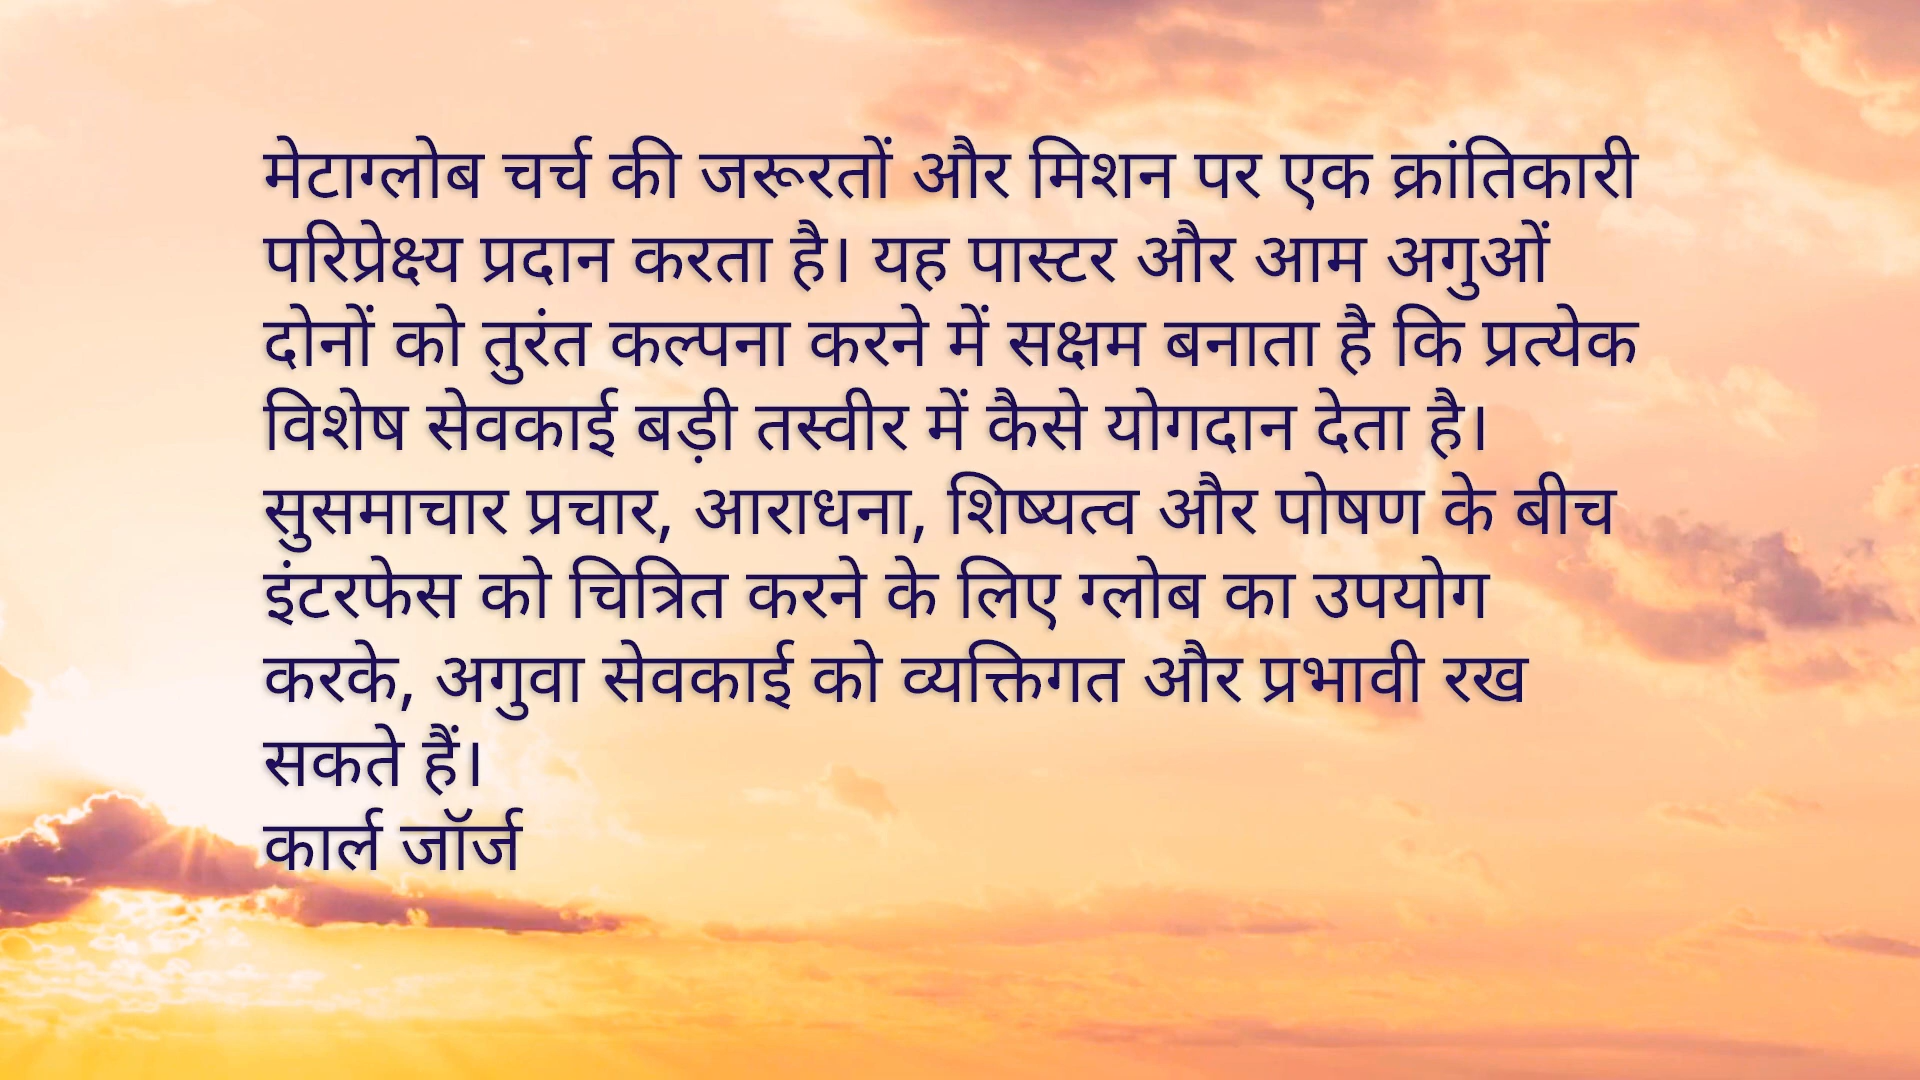 मेटाग्लोब चर्च की जरूरतों और मिशन पर एक क्रांतिकारी
परिप्रेक्ष्य प्रदान करता है। यह पास्टर और आम अगुओं
दोनों को तुरंत कल्पना करने में सक्षम बनाता है कि प्रत्येक
विशेष सेवकाई बड़ी तस्वीर में कैसे योगदान देता है।
सुसमाचार प्रचार, आराधना, शिष्यत्व और पोषण के बीच
इंटरफेस को चित्रित करने के लिए ग्लोब का उपयोग
करके, अगुवा सेवकाई को व्यक्तिगत और प्रभावी रख
सकते हैं।
कार्ल जॉर्ज